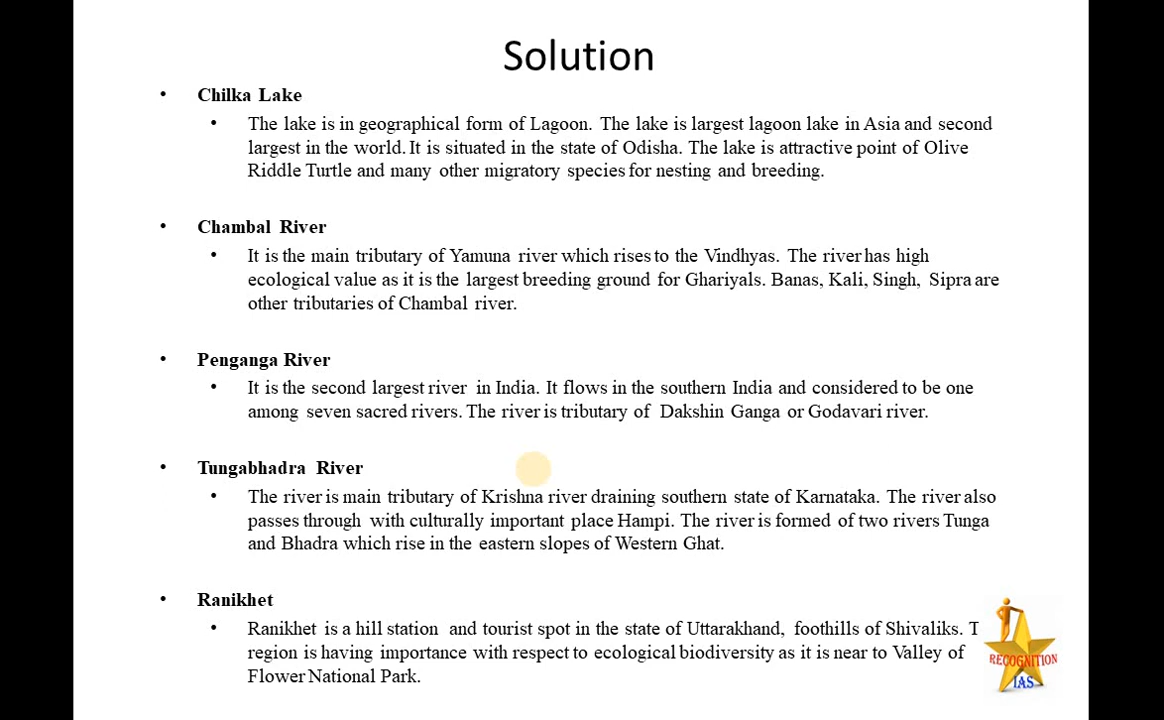 Solution
• Chilka Lake
• The lake is in geographical form of Lagoon. The lake is largest lagoon lake in Asia and second
largest in the world. It is situated in the state of Odisha. The lake is attractive point of Olive
Riddle Turtle and many other migratory species for nesting and breeding.
• Chambal River
• It is the main tributary of Yamuna river which rises to the Vindhyas. The river has high
ecological value as it is the largest breeding ground for Ghariyals. Banas, Kali, Singh, Sipra are
other tributaries of Chambal river.
• Penganga River
• It is the second largest river in India. It flows in the southern India and considered to be one
among seven sacred rivers. The river is tributary of Dakshin Ganga or Godavari river.
• Tungabhadra River
• The river is main tributary of Krishna river draining southern state of Karnataka. The river also
passes through with culturally important place Hampi. The river is formed of two rivers Tunga
and Bhadra which rise in the eastern slopes of Western Ghat.
• Ranikhet
• Ranikhet is a hill station and tourist spot in the state of Uttarakhand, foothills of Shivaliks. T
region is having importance with respect to ecological biodiversity as it is near to Valley of
Flower National Park.
RECOGNITION
IAS